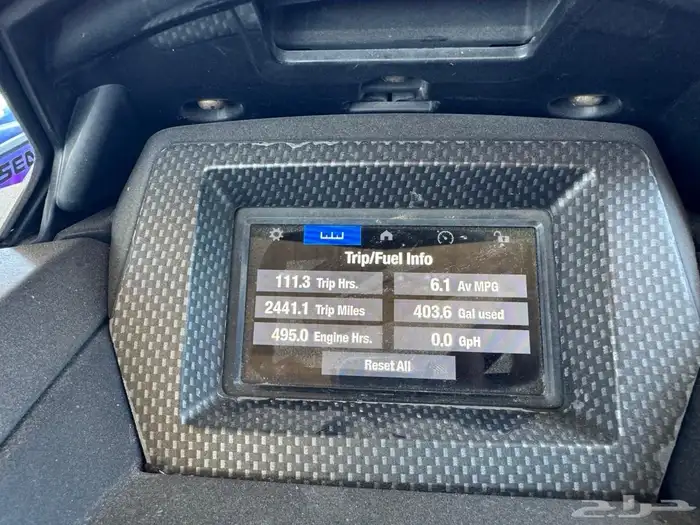 SEA
Trip/Fuel Info
111.3 Trip Hrs.
6.1 Av MPG
2441.1 Trip Miles
403.6 Gal used
495.0 Engine Hrs.
0.0 GpH
Reset All
حراج